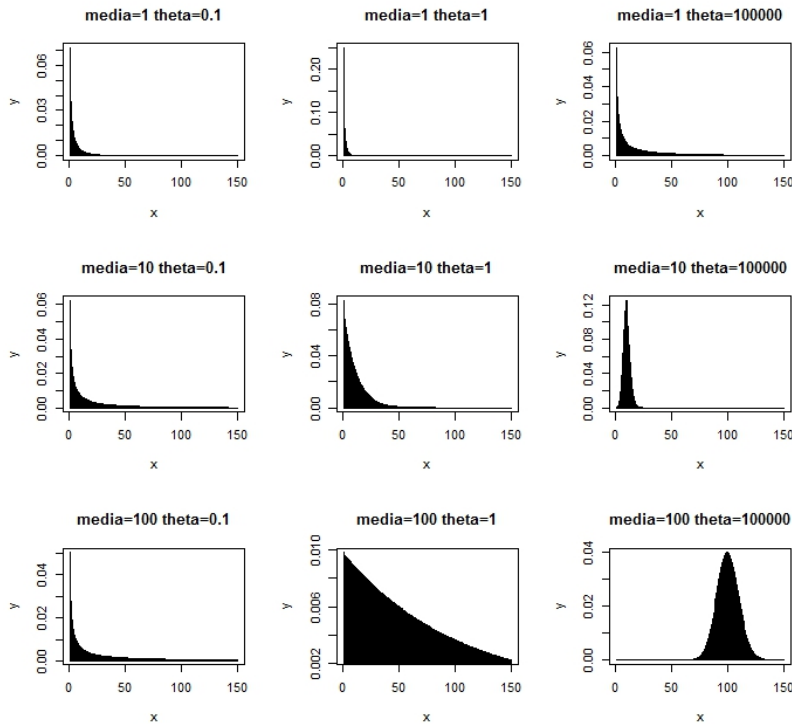 media=1 theta=0.1
y
0.00 0.03 0.06
0 50 100 150
x
media=1 theta=1
y
0.00 0.10 0.20
0 50 100 150
x
media=1 theta=100000
y
0.00 0.02 0.04 0.06
0 50 100 150
x
media=10 theta=0.1
y
0.00 0.02 0.04 0.06
0 50 100 150
x
media=10 theta=1
y
0.00 0.04 0.08
0 50 100 150
x
media=10 theta=100000
y
0.00 0.04 0.08 0.12
0 50 100 150
x
media=100 theta=0.1
y
0.00 0.02 0.04
0 50 100 150
x
media=100 theta=1
y
0.002 0.006 0.010
0 50 100 150
x
media=100 theta=100000
y
0.00 0.02 0.04
0 50 100 150
x